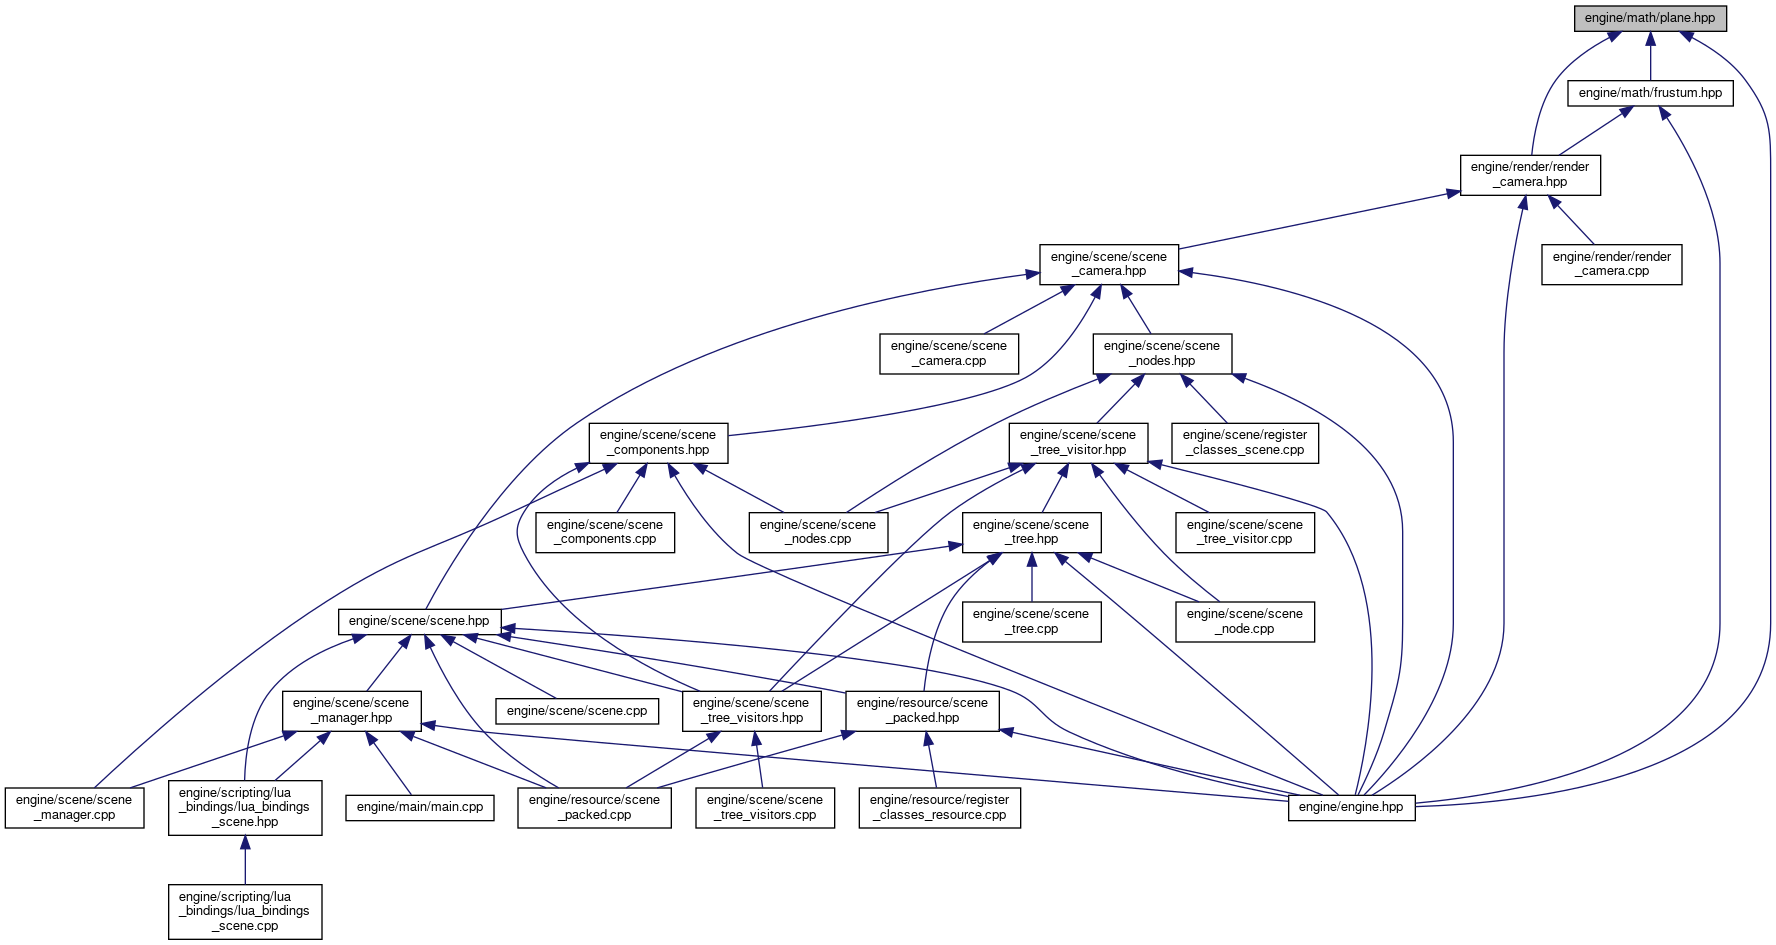 engine/math/plane.hpp
engine/math/frustum.hpp
engine/render/render
_camera.hpp
engine/scene/scene
_camera.hpp
engine/render/render
_camera.cpp
engine/scene/scene
_camera.cpp
engine/scene/scene
_nodes.hpp
engine/scene/scene
_components.hpp
engine/scene/scene
_tree_visitor.hpp
engine/scene/register
_classes_scene.cpp
engine/scene/scene
_components.cpp
engine/scene/scene
_nodes.cpp
engine/scene/scene
_tree.hpp
engine/scene/scene
_tree_visitor.cpp
engine/scene/scene.hpp
engine/scene/scene
_tree.cpp
engine/scene/scene
_node.cpp
engine/scene/scene
_manager.hpp
engine/scene/scene.cpp
engine/scene/scene
_tree_visitors.hpp
engine/resource/scene
_packed.hpp
engine/scene/scene
_manager.cpp
engine/scripting/lua
_bindings/lua_bindings
_scene.hpp
engine/main/main.cpp
engine/resource/scene
_packed.cpp
engine/scene/scene
_tree_visitors.cpp
engine/resource/register
_classes_resource.cpp
engine/engine.hpp
engine/scripting/lua
_bindings/lua_bindings
_scene.cpp